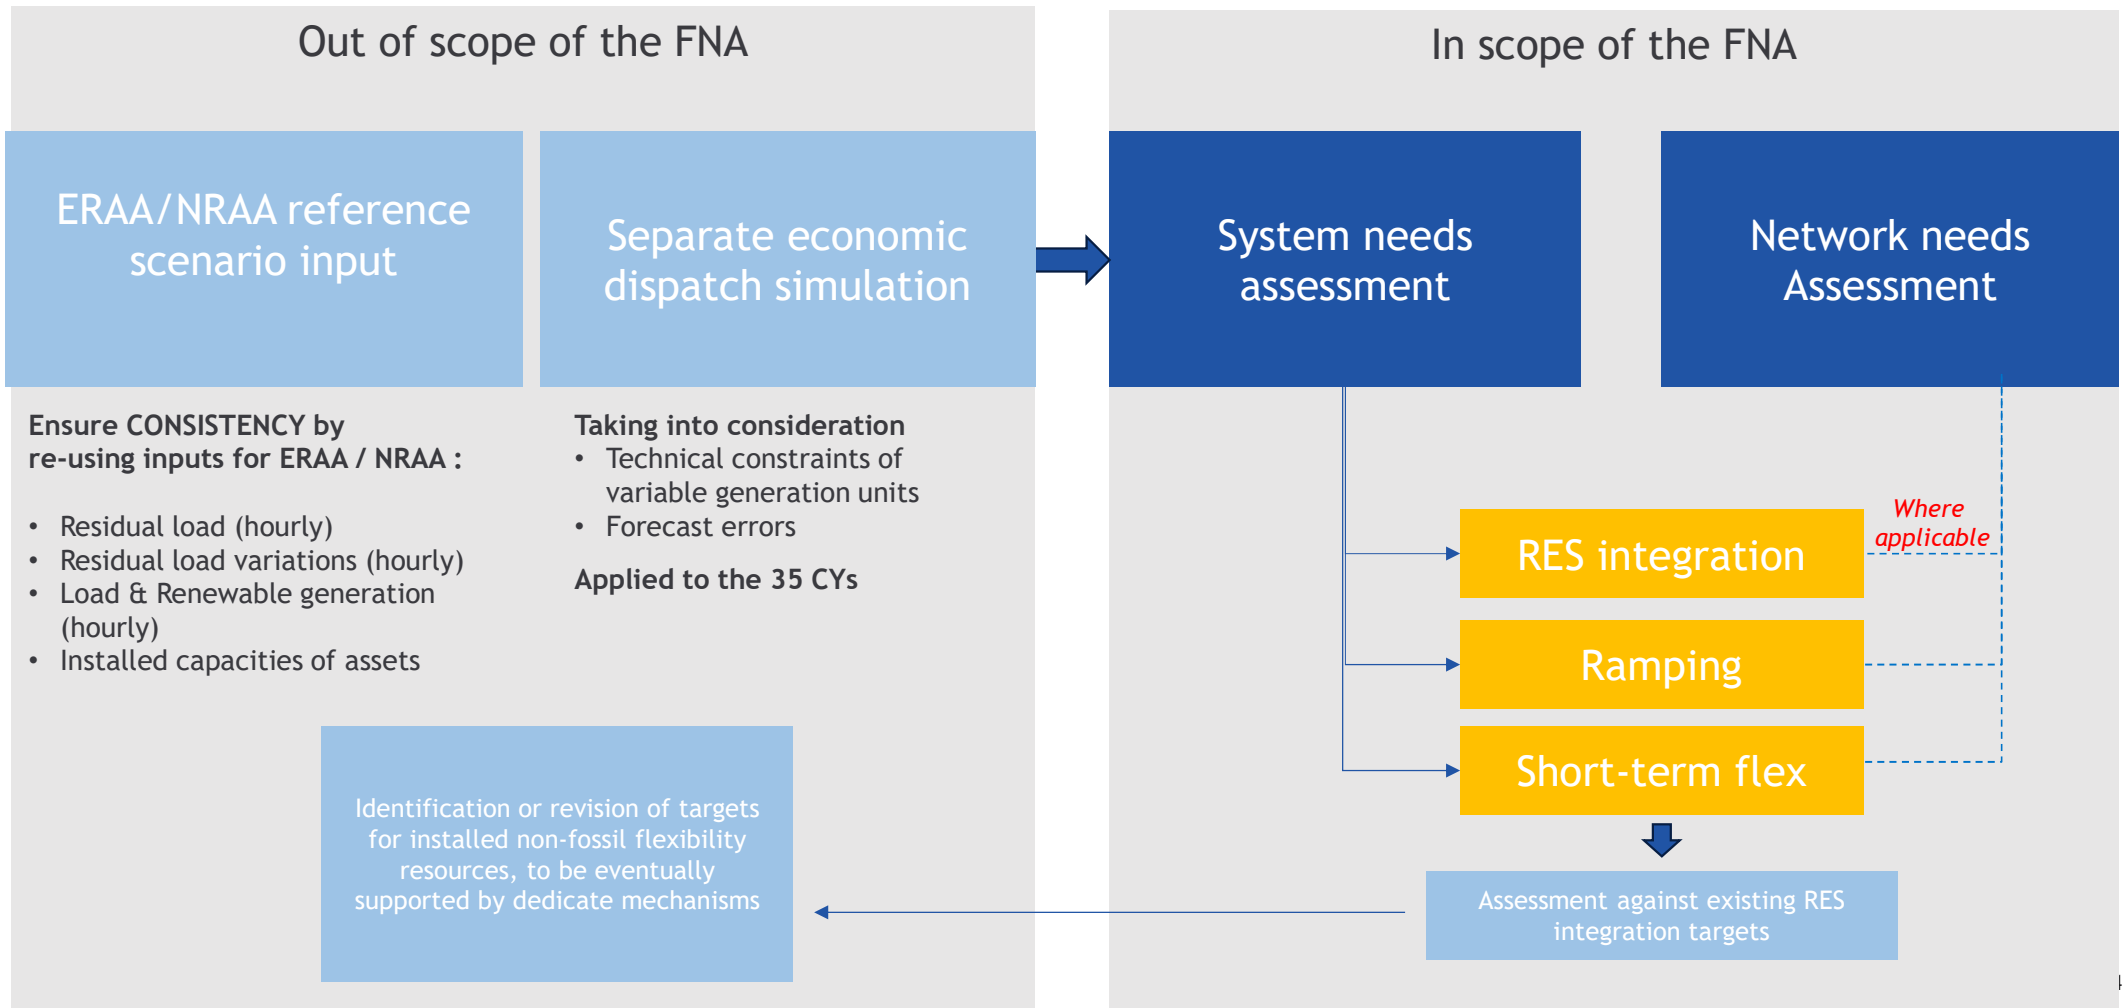 Out of scope of the FNA
ERAA/NRAA reference
scenario input
Separate economic
dispatch simulation
Ensure CONSISTENCY by
re-using inputs for ERAA / NRAA :
• Residual load (hourly)
• Residual load variations (hourly)
• Load & Renewable generation
(hourly)
• Installed capacities of assets
Taking into consideration
• Technical constraints of
variable generation units
• Forecast errors
Applied to the 35 CYs
Identification or revision of targets
for installed non-fossil flexibility
resources, to be eventually
supported by dedicate mechanisms
In scope of the FNA
System needs
assessment
Network needs
Assessment
Where
applicable
RES integration
Ramping
Short-term flex
Assessment against existing RES
integration targets